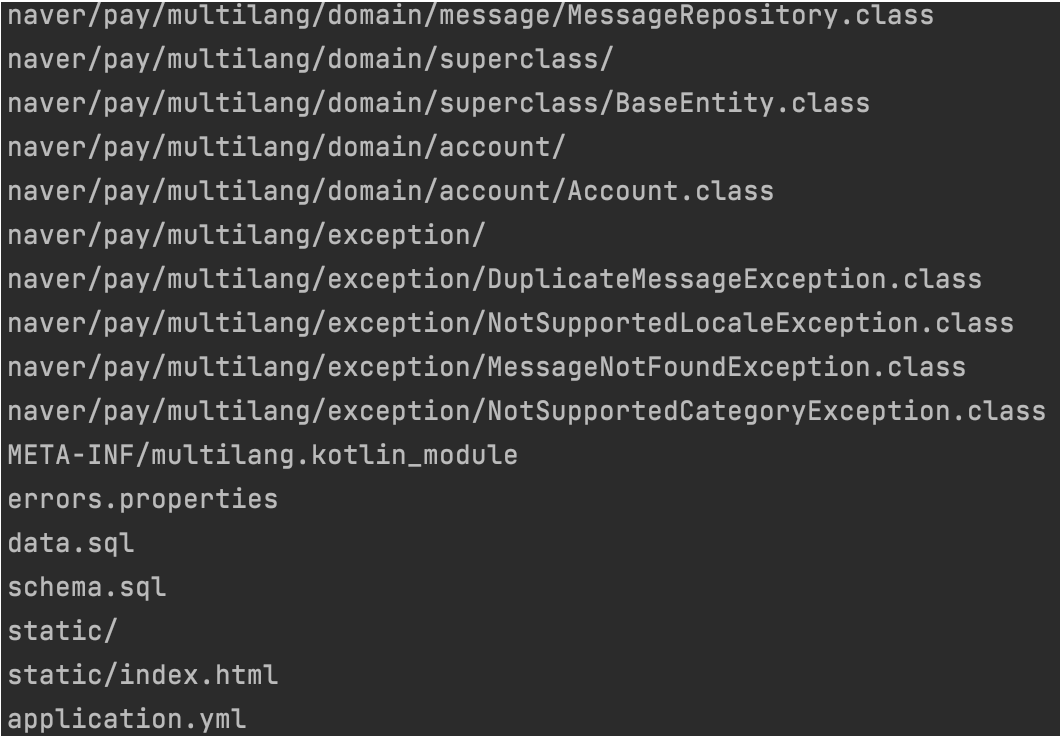 naver/pay/multilang/domain/message/MessageRepository.class
naver/pay/multilang/domain/superclass/
naver/pay/multilang/domain/superclass/BaseEntity.class
naver/pay/multilang/domain/account/
naver/pay/multilang/domain/account/Account.class
naver/pay/multilang/exception/
naver/pay/multilang/exception/DuplicateMessageException.class
naver/pay/multilang/exception/NotSupportedLocaleException.class
naver/pay/multilang/exception/MessageNotFoundException.class
naver/pay/multilang/exception/NotSupportedCategoryException.class
META-INF/multilang.kotlin_module
errors.properties
data.sql
schema.sql
static/
static/index.html
application.yml